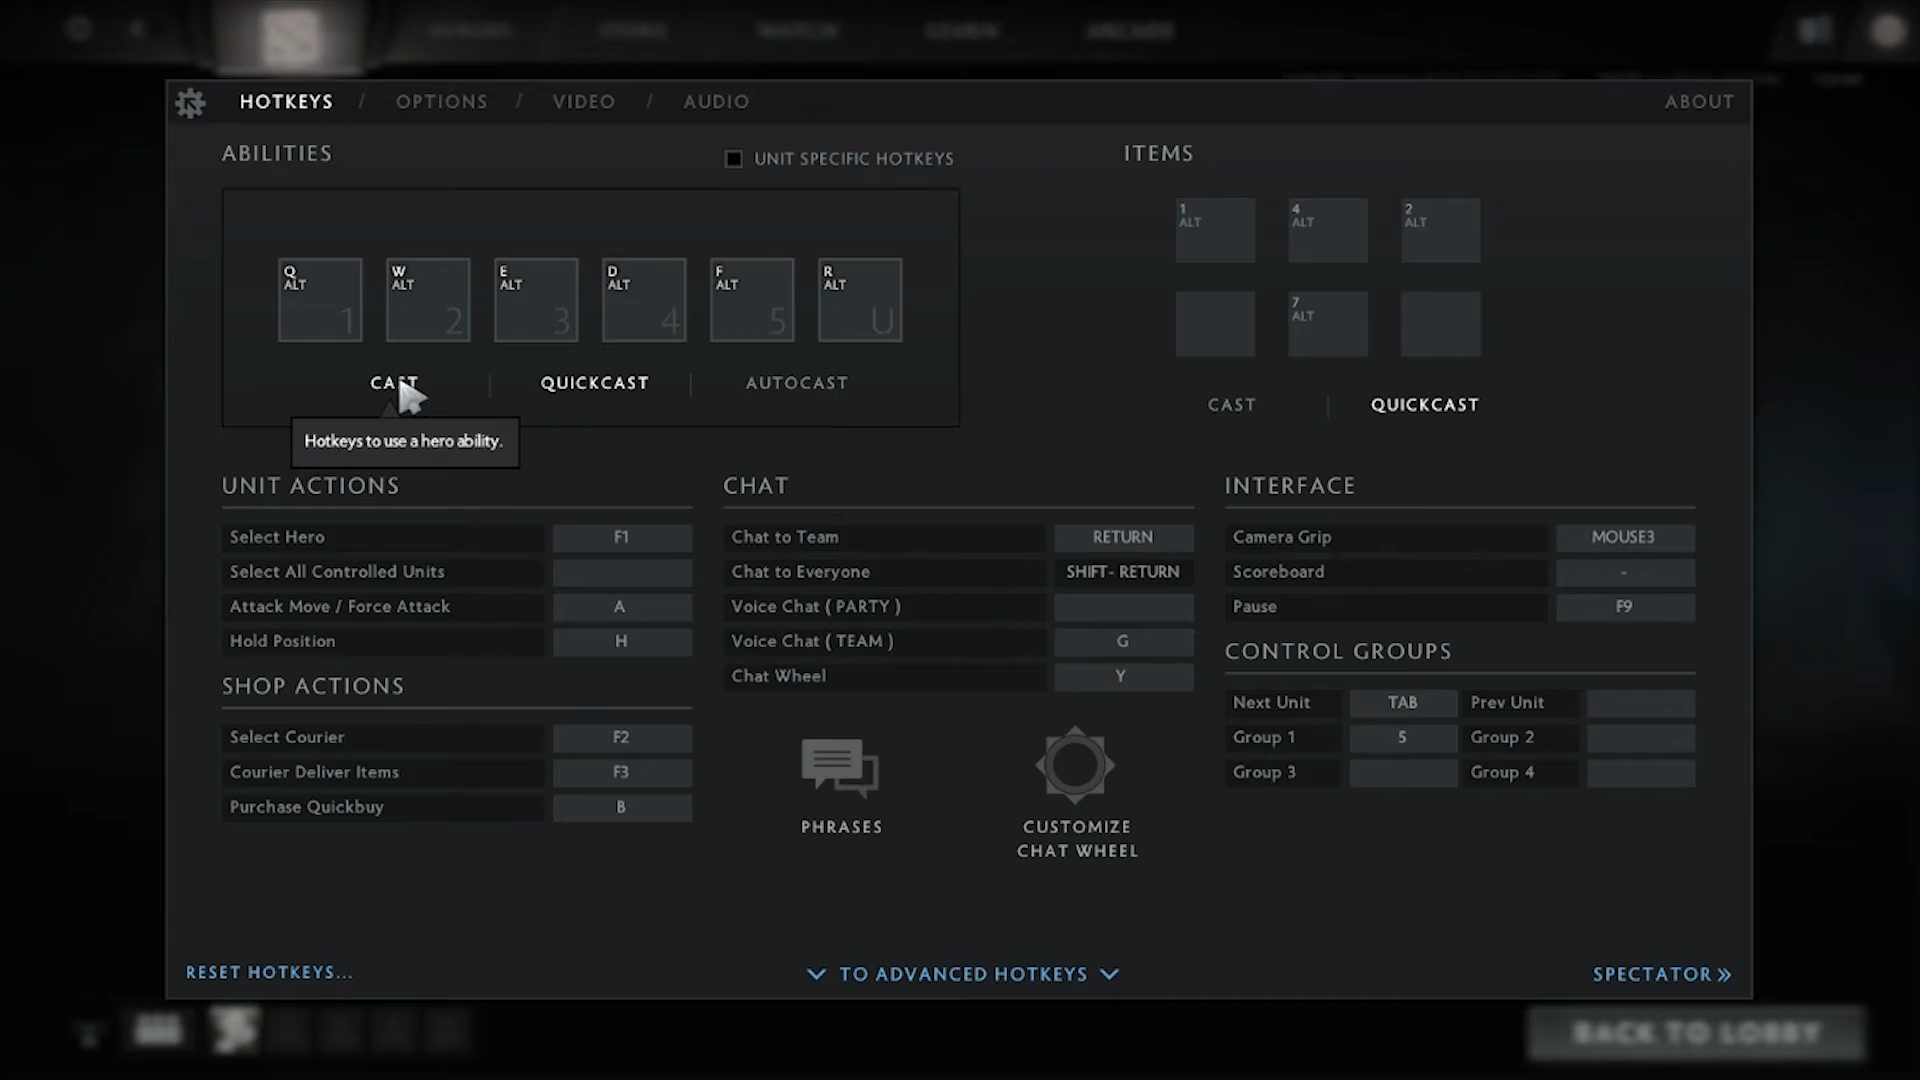 HOTKEYS / OPTIONS / VIDEO / AUDIO
ABOUT
ABILITIES
UNIT SPECIFIC HOTKEYS
Q
ALT
1
W
ALT
2
E
ALT
3
D
ALT
4
F
ALT
5
R
ALT
U
CAST
QUICKCAST
AUTOCAST
Hotkeys to use a hero ability.
ITEMS
1
ALT
4
ALT
2
ALT
7
ALT
CAST
QUICKCAST
UNIT ACTIONS
Select Hero F1
Select All Controlled Units
Attack Move / Force Attack A
Hold Position H
SHOP ACTIONS
Select Courier F2
Courier Deliver Items F3
Purchase Quickbuy B
CHAT
Chat to Team RETURN
Chat to Everyone SHIFT- RETURN
Voice Chat ( PARTY )
Voice Chat ( TEAM ) G
Chat Wheel Y
PHRASES
CUSTOMIZE
CHAT WHEEL
INTERFACE
Camera Grip MOUSE3
Scoreboard -
Pause F9
CONTROL GROUPS
Next Unit TAB Prev Unit
Group 1 5 Group 2
Group 3 Group 4
RESET HOTKEYS...
TO ADVANCED HOTKEYS
SPECTATOR
BACK TO LOBBY